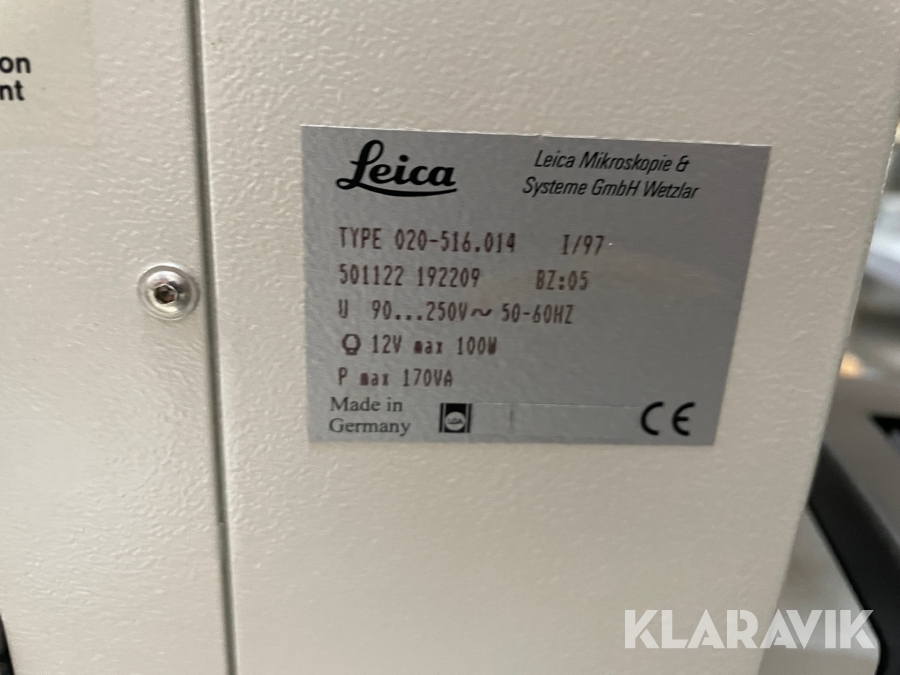 on
nt
Leica
Leica Mikroskopie &
Systeme GmbH Wetzlar
TYPE 020-516.014 I/97
501122 192209 BZ:05
U 90...250V~ 50-60HZ
12V max 100W
P max 170VA
Made in
Germany
CE
KLARAVIK